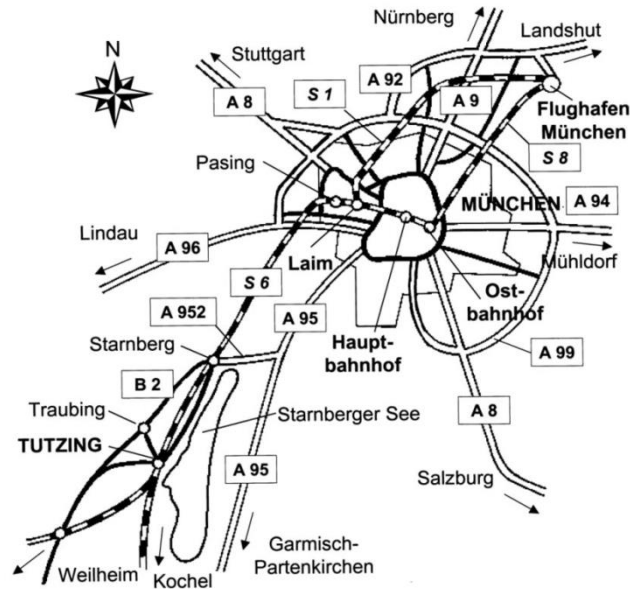 Nürnberg
Landshut
N
Stuttgart
A 92
S 1
A 8
A 9
Flughafen
München
S 8
Pasing
MÜNCHEN
A 94
Lindau
A 96
Laim
Mühldorf
S 6
Ost-
bahnhof
A 952
A 95
Haupt-
bahnhof
Starnberg
A 99
B 2
A 8
Traubing
Starnberger See
TUTZING
A 95
Salzburg
Garmisch-
Partenkirchen
Weilheim
Kochel